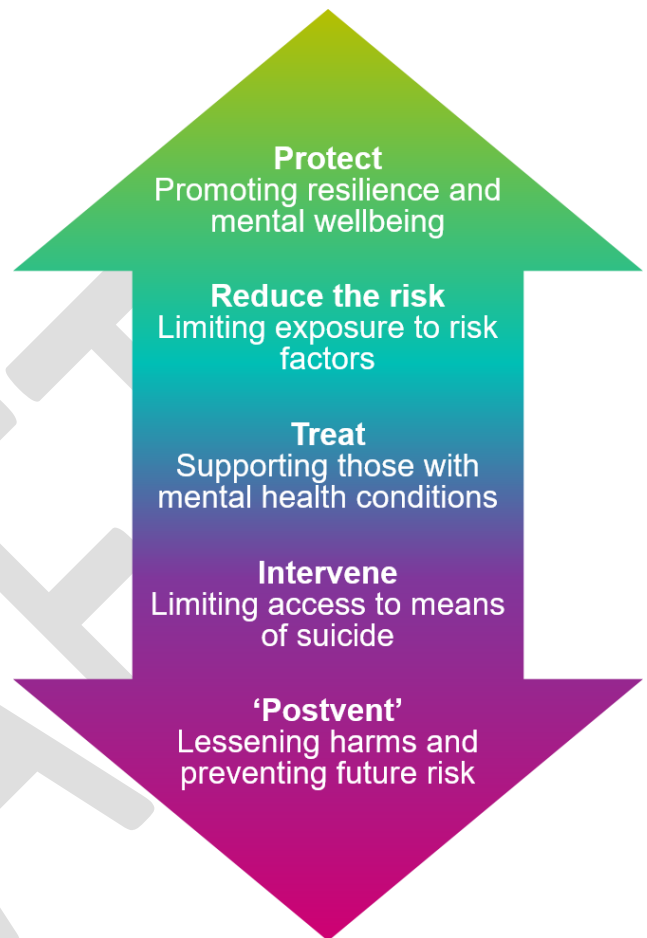 Protect
Promoting resilience and
mental wellbeing
Reduce the risk
Limiting exposure to risk
factors
Treat
Supporting those with
mental health conditions
Intervene
Limiting access to means
of suicide
‘Postvent’
Lessening harms and
preventing future risk